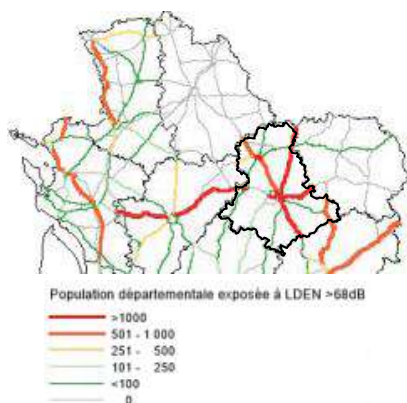 Population départementale exposée à LDEN >68dB
>1000
501 - 1 000
251 - 500
101 - 250
<100
0